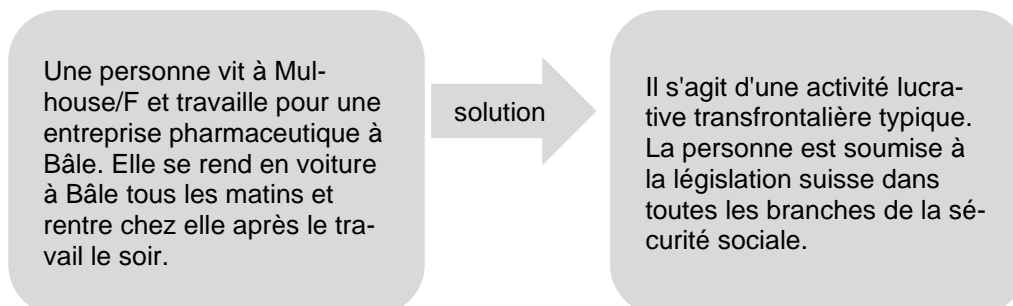 Une personne vit à Mul-
house/F et travaille pour une
entreprise pharmaceutique à
Bâle. Elle se rend en voiture
à Bâle tous les matins et
rentre chez elle après le tra-
vail le soir.
solution
Il s'agit d'une activité lucra-
tive transfrontalière typique.
La personne est soumise à
la législation suisse dans
toutes les branches de la sé-
curité sociale.